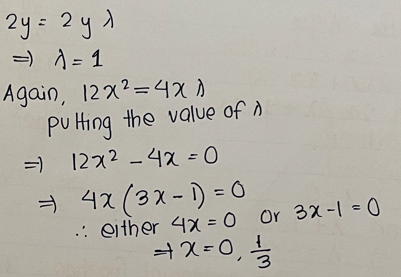 2y = 2yλ
⇒ λ = 1
Again, 12x² = 4xλ
putting the value of λ
⇒ 12x² - 4x = 0
⇒ 4x(3x-1) = 0
∴ either 4x = 0 or 3x-1 = 0
⇒ x = 0, 1/3